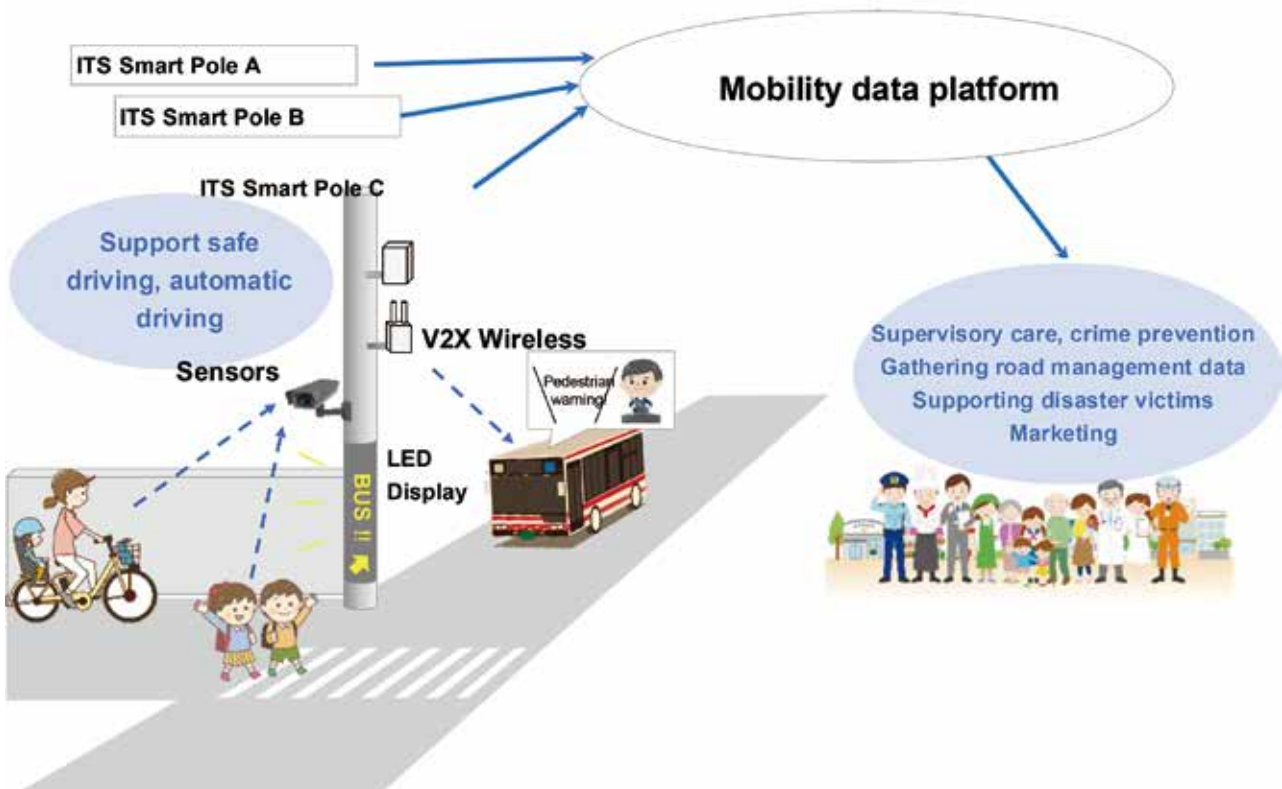 ITS Smart Pole A
ITS Smart Pole B
Mobility data platform
ITS Smart Pole C
Support safe
driving, automatic
driving
Sensors
V2X Wireless
Pedestrian
warning!
LED
Display
BUS !!
Supervisory care, crime prevention
Gathering road management data
Supporting disaster victims
Marketing